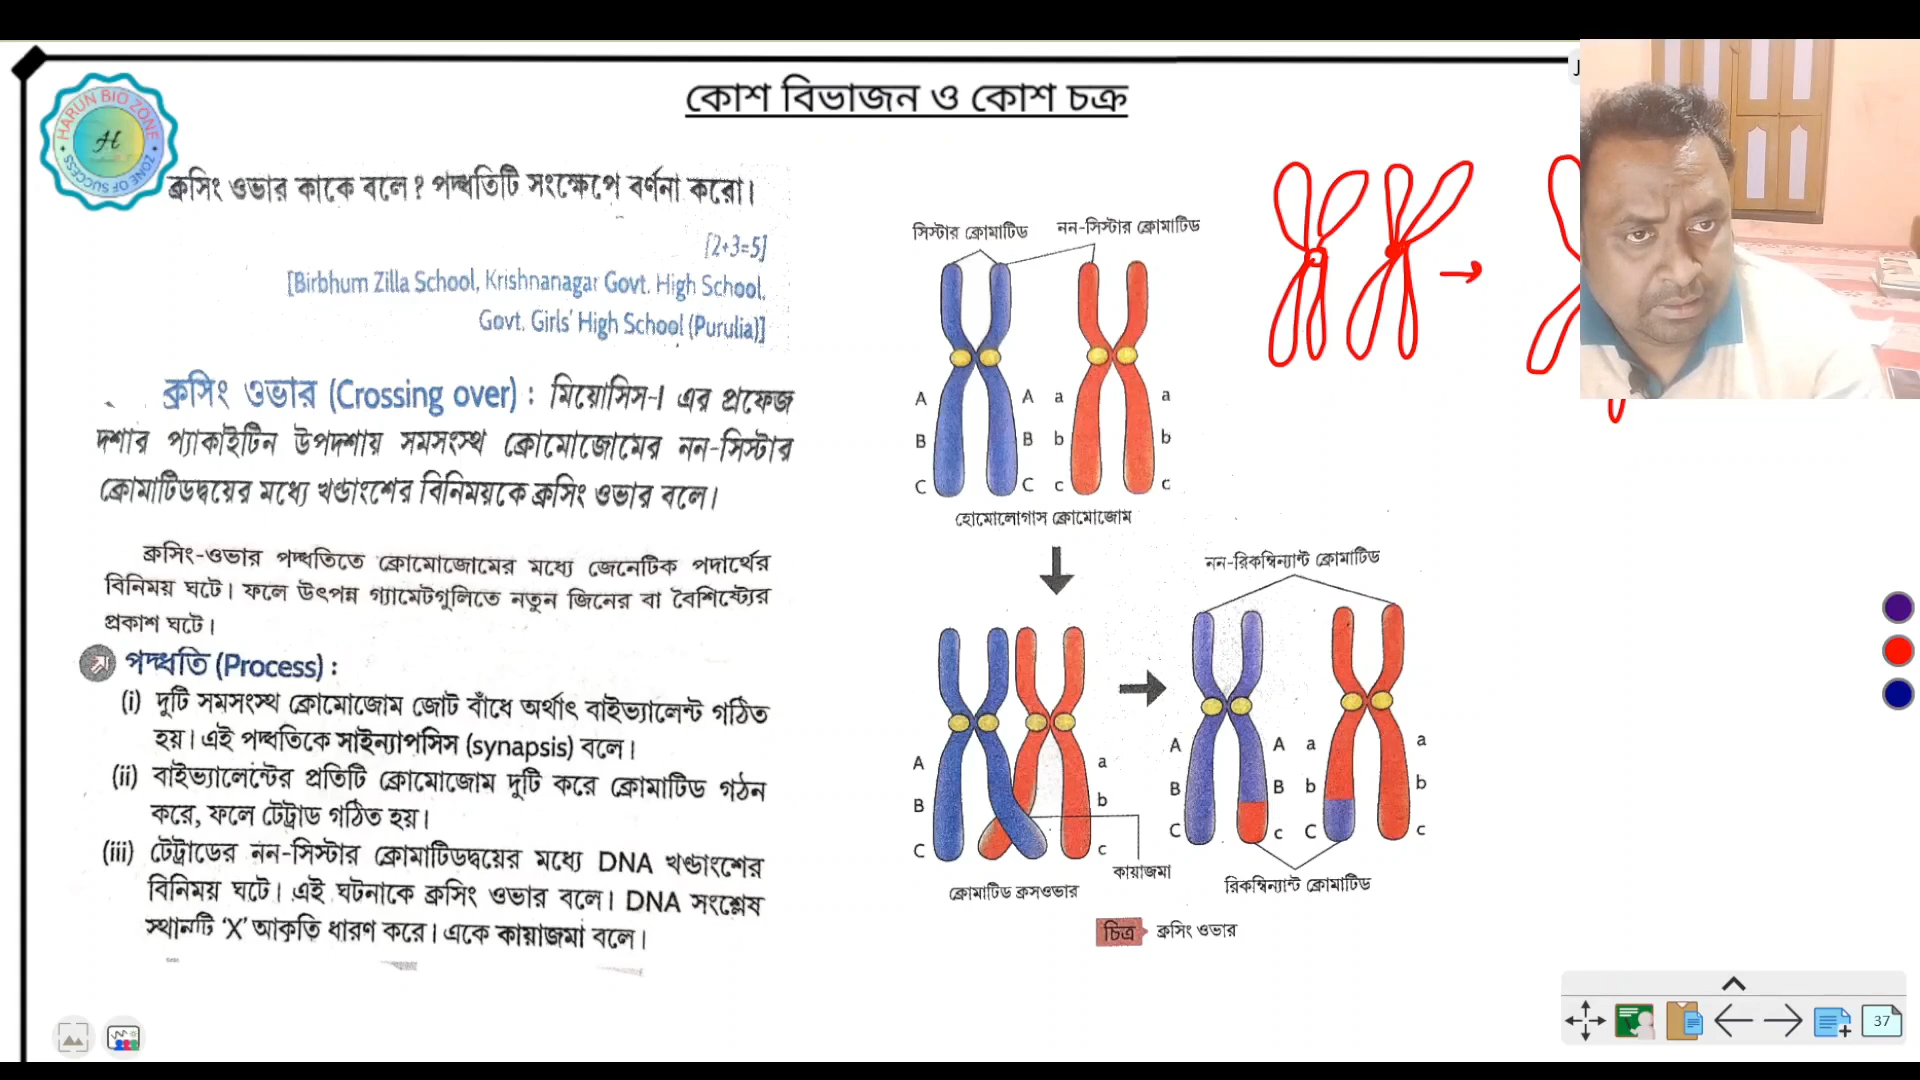 কোশ বিভাজন ও কোশ চক্র
HARUN BIO ZONE
ZONE OF SUCCESS
H
ক্রসিং ওভার কাকে বলে? পদ্ধতিটি সংক্ষেপে বর্ণনা করো।
[2+3=5]
[Birbhum Zilla School, Krishnanagar Govt. High School,
Govt. Girls' High School (Purulia)]
ক্রসিং ওভার (Crossing over) : মিয়োসিস-I এর প্রফেজ
দশার প্যাকাইটিন উপদশায় সমসংস্থ ক্রোমোজোমের নন-সিস্টার
ক্রোমাটিডদ্বয়ের মধ্যে খণ্ডাংশের বিনিময়কে ক্রসিং ওভার বলে।
ক্রসিং-ওভার পদ্ধতিতে ক্রোমোজোমের মধ্যে জেনেটিক পদার্থের
বিনিময় ঘটে। ফলে উৎপন্ন গ্যামেটগুলিতে নতুন জিনের বা বৈশিষ্ট্যের
প্রকাশ ঘটে।
পদ্ধতি (Process) :
(i) দুটি সমসংস্থ ক্রোমোজোম জোট বাঁধে অর্থাৎ বাইভ্যালেন্ট গঠিত
হয়। এই পদ্ধতিকে সাইন্যাপসিস (synapsis) বলে।
(ii) বাইভ্যালেন্টের প্রতিটি ক্রোমোজোম দুটি করে ক্রোমাটিড গঠন
করে, ফলে টেট্রাড গঠিত হয়।
(iii) টেট্রাডের নন-সিস্টার ক্রোমাটিডদ্বয়ের মধ্যে DNA খণ্ডাংশের
বিনিময় ঘটে। এই ঘটনাকে ক্রসিং ওভার বলে। DNA সংশ্লেষ
স্থানটি ‘X’ আকৃতি ধারণ করে। একে কায়াজমা বলে।
সিস্টার ক্রোমাটিড নন-সিস্টার ক্রোমাটিড
A A a a
B B b b
C C c c
হোমোলোগাস ক্রোমোজোম
নন-রিকম্বিন্যান্ট ক্রোমাটিড
A a
B b
C c
কায়াজমা
ক্রোমাটিড ক্রসওভার
A A a a
B B b b
C c C c
রিকম্বিন্যান্ট ক্রোমাটিড
চিত্র ক্রসিং ওভার
37